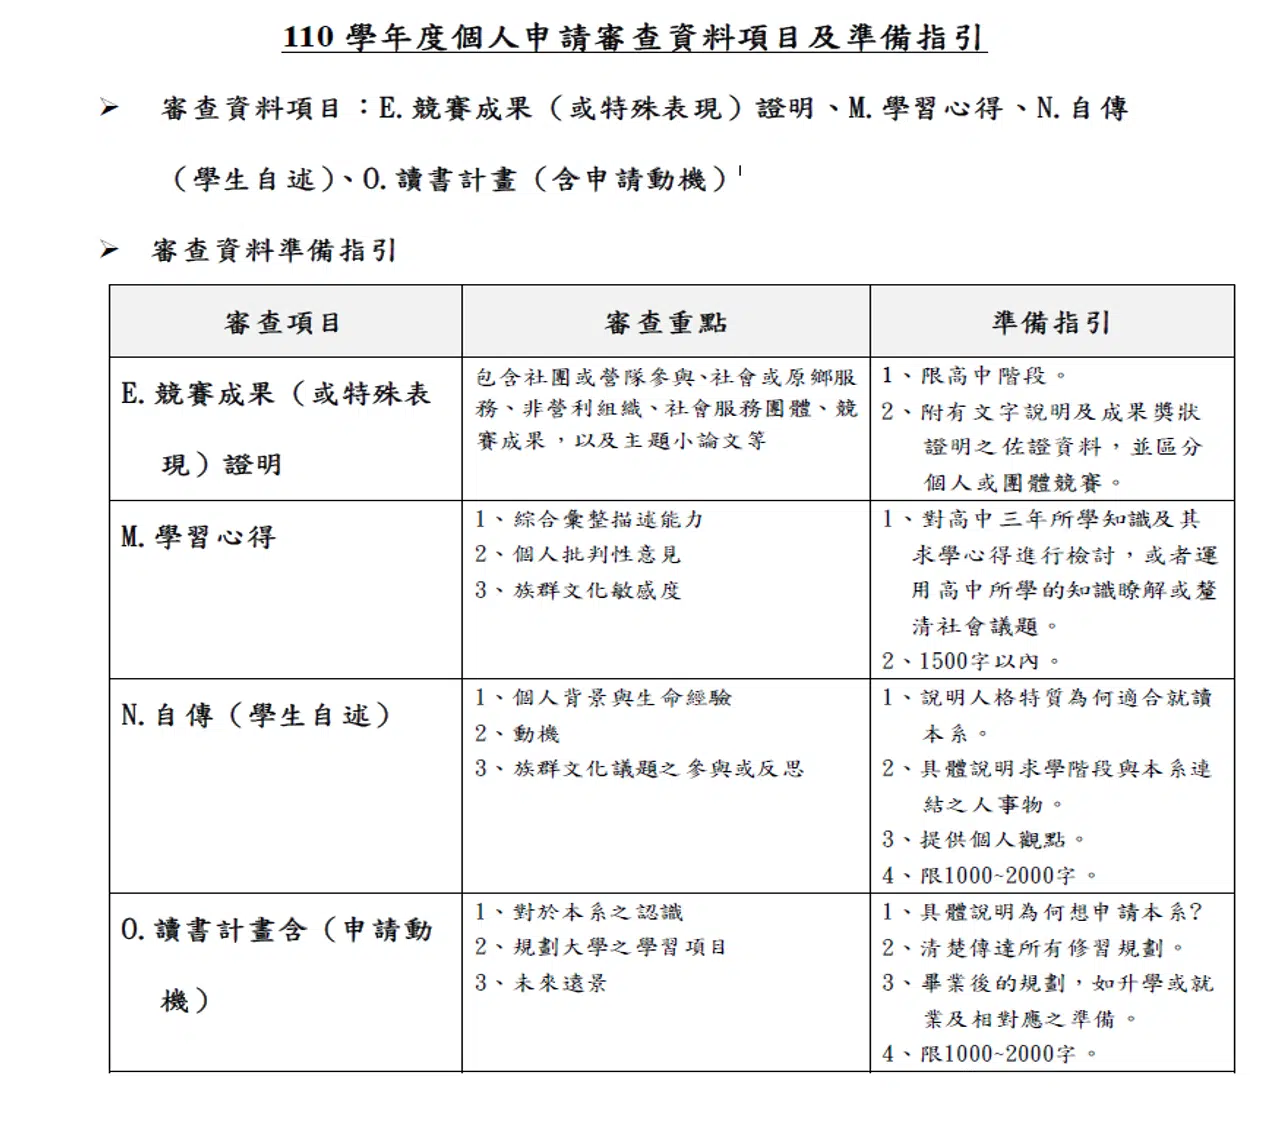 110 學年度個人申請審查資料項目及準備指引
➢ 審查資料項目：E.競賽成果（或特殊表現）證明、M.學習心得、N.自傳
（學生自述）、O.讀書計畫（含申請動機）
➢ 審查資料準備指引
審查項目
審查重點
準備指引
E.競賽成果（或特殊表
現）證明
包含社團或營隊參與、社會或原鄉服
務、非營利組織、社會服務團體、競
賽成果，以及主題小論文等
1、限高中階段。
2、附有文字說明及成果獎狀
證明之佐證資料，並區分
個人或團體競賽。
M.學習心得
1、綜合彙整描述能力
2、個人批判性意見
3、族群文化敏感度
1、對高中三年所學知識及其
求學心得進行檢討，或者運
用高中所學的知識瞭解或釐
清社會議題。
2、1500字以內。
N.自傳（學生自述）
1、個人背景與生命經驗
2、動機
3、族群文化議題之參與或反思
1、說明人格特質為何適合就讀
本系。
2、具體說明求學階段與本系連
結之人事物。
3、提供個人觀點。
4、限1000~2000字。
O.讀書計畫含（申請動
機）
1、對於本系之認識
2、規劃大學之學習項目
3、未來遠景
1、具體說明為何想申請本系?
2、清楚傳達所有修習規劃。
3、畢業後的規劃，如升學或就
業及相對應之準備。
4、限1000~2000字。